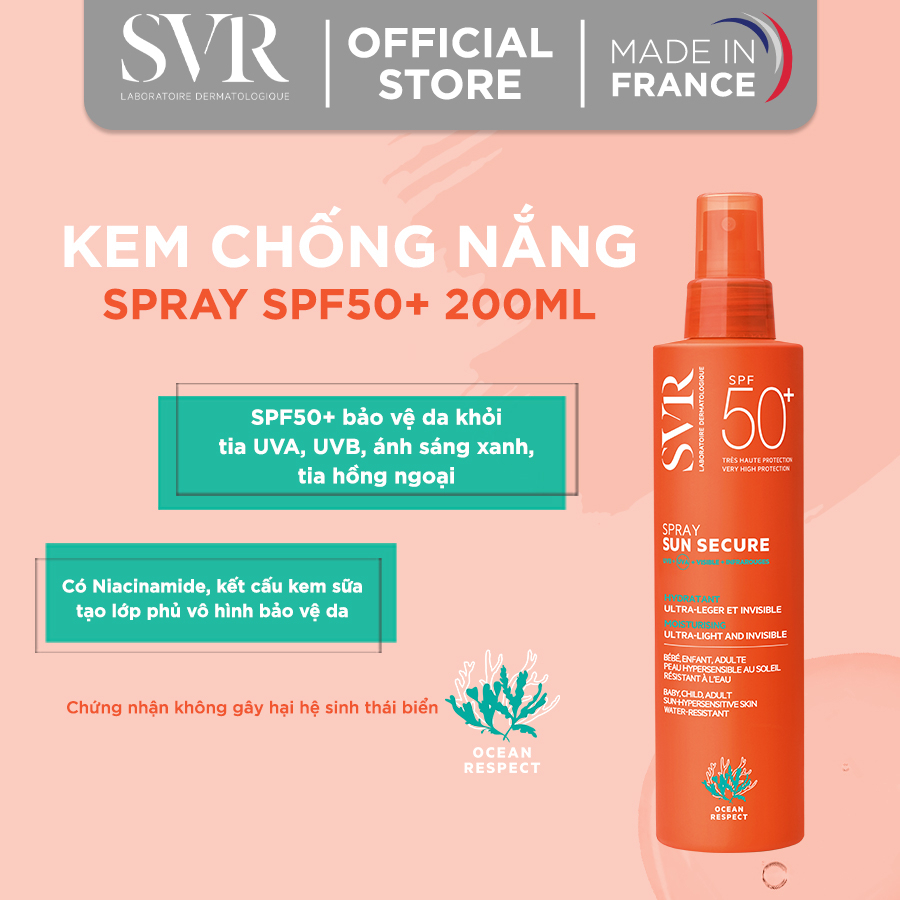 SVR
LABORATOIRE DERMATOLOGIQUE
OFFICIAL
STORE
MADE IN
FRANCE
KEM CHỐNG NẮNG
SPRAY SPF50+ 200ML
SPF50+ bảo vệ da khỏi
tia UVA, UVB, ánh sáng xanh,
tia hồng ngoại
Có Niacinamide, kết cấu kem sữa
tạo lớp phủ vô hình bảo vệ da
Chứng nhận không gây hại hệ sinh thái biển
OCEAN
RESPECT
SVR
LABORATOIRE DERMATOLOGIQUE
SPF
50+
TRÈS HAUTE PROTECTION
VERY HIGH PROTECTION
SPRAY
SUN SECURE
HYDRATANT
ULTRA-LEGER ET INVISIBLE
MOISTURISING
ULTRA-LIGHT AND INVISIBLE
BÉBÉ, ENFANT, ADULTE
PEAU HYPERSENSIBLE AU SOLEIL
RÉSISTANT À L'EAU
BABY, CHILD, ADULT
SUN-HYPERSENSITIVE SKIN
WATER-RESISTANT
OCEAN
RESPECT